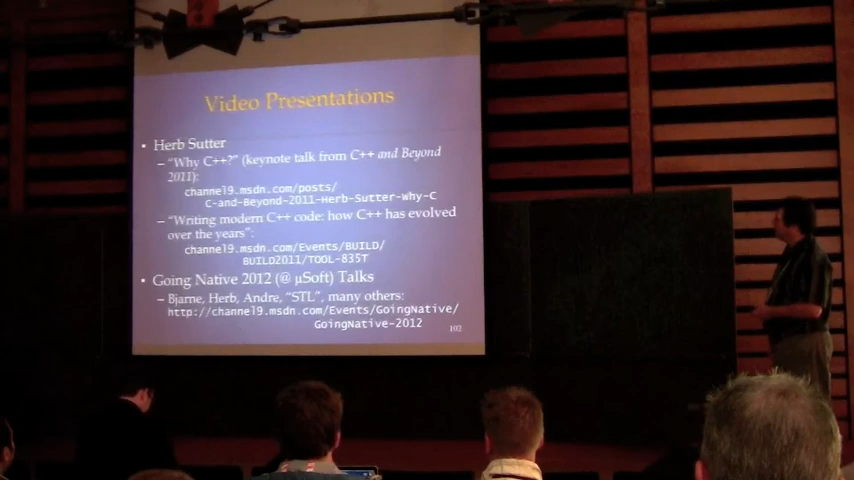 Video Presentations
▪ Herb Sutter
– “Why C++?” (keynote talk from C++ and Beyond
2011):
channel9.msdn.com/posts/
C-and-Beyond-2011-Herb-Sutter-Why-C
– “Writing modern C++ code: how C++ has evolved
over the years”:
channel9.msdn.com/Events/BUILD/
BUILD2011/TOOL-835T
▪ Going Native 2012 (@ µSoft) Talks
– Bjarne, Herb, Andre, “STL”, many others:
http://channel9.msdn.com/Events/GoingNative/
GoingNative-2012
102